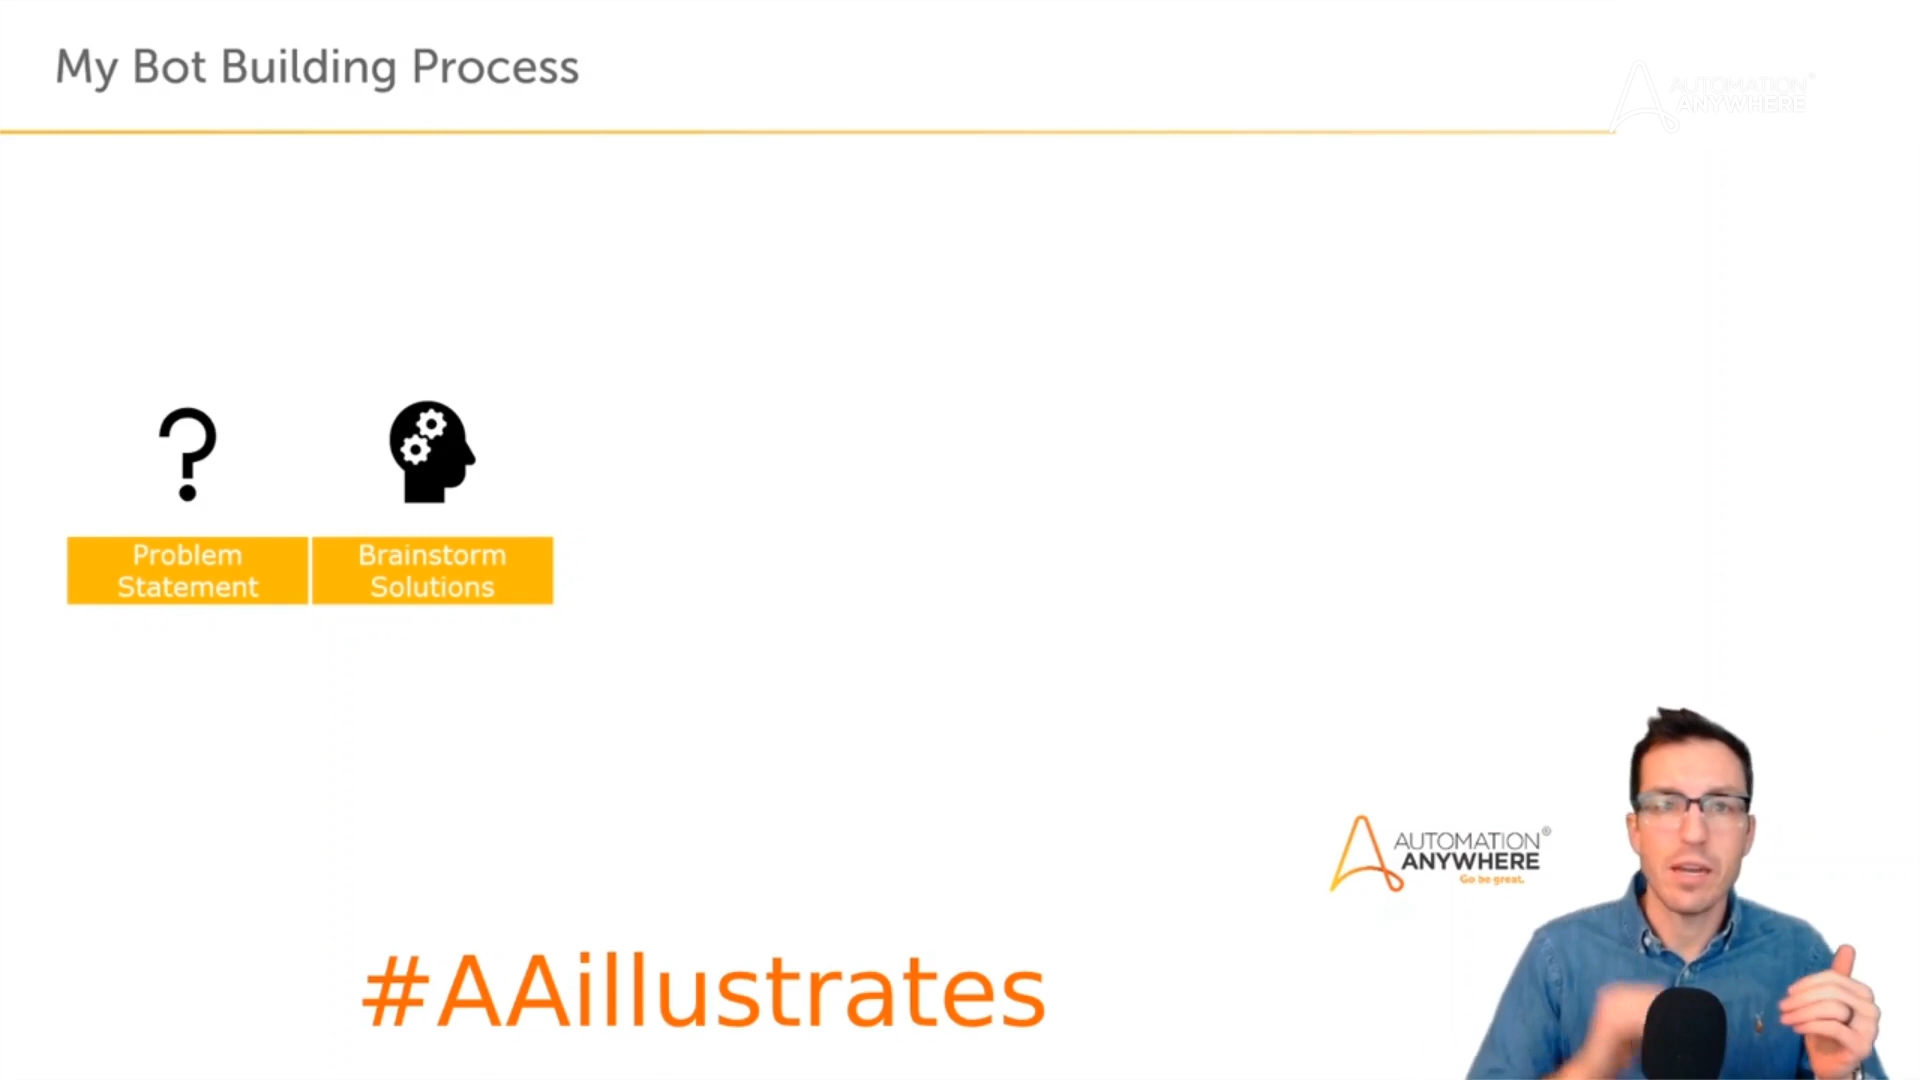 My Bot Building Process
AUTOMATION®
ANYWHERE
Problem
Statement
Brainstorm
Solutions
AUTOMATION®
ANYWHERE
Go be great.
#AAillustrates